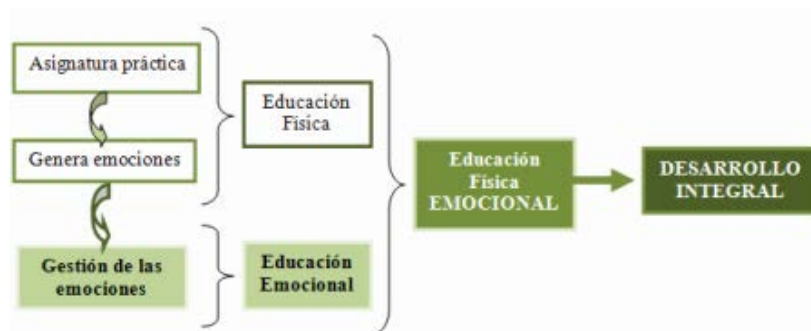 Asignatura práctica
Genera emociones
Gestión de las
emociones
Educación
Física
Educación
Emocional
Educación
Física
EMOCIONAL
DESARROLLO
INTEGRAL